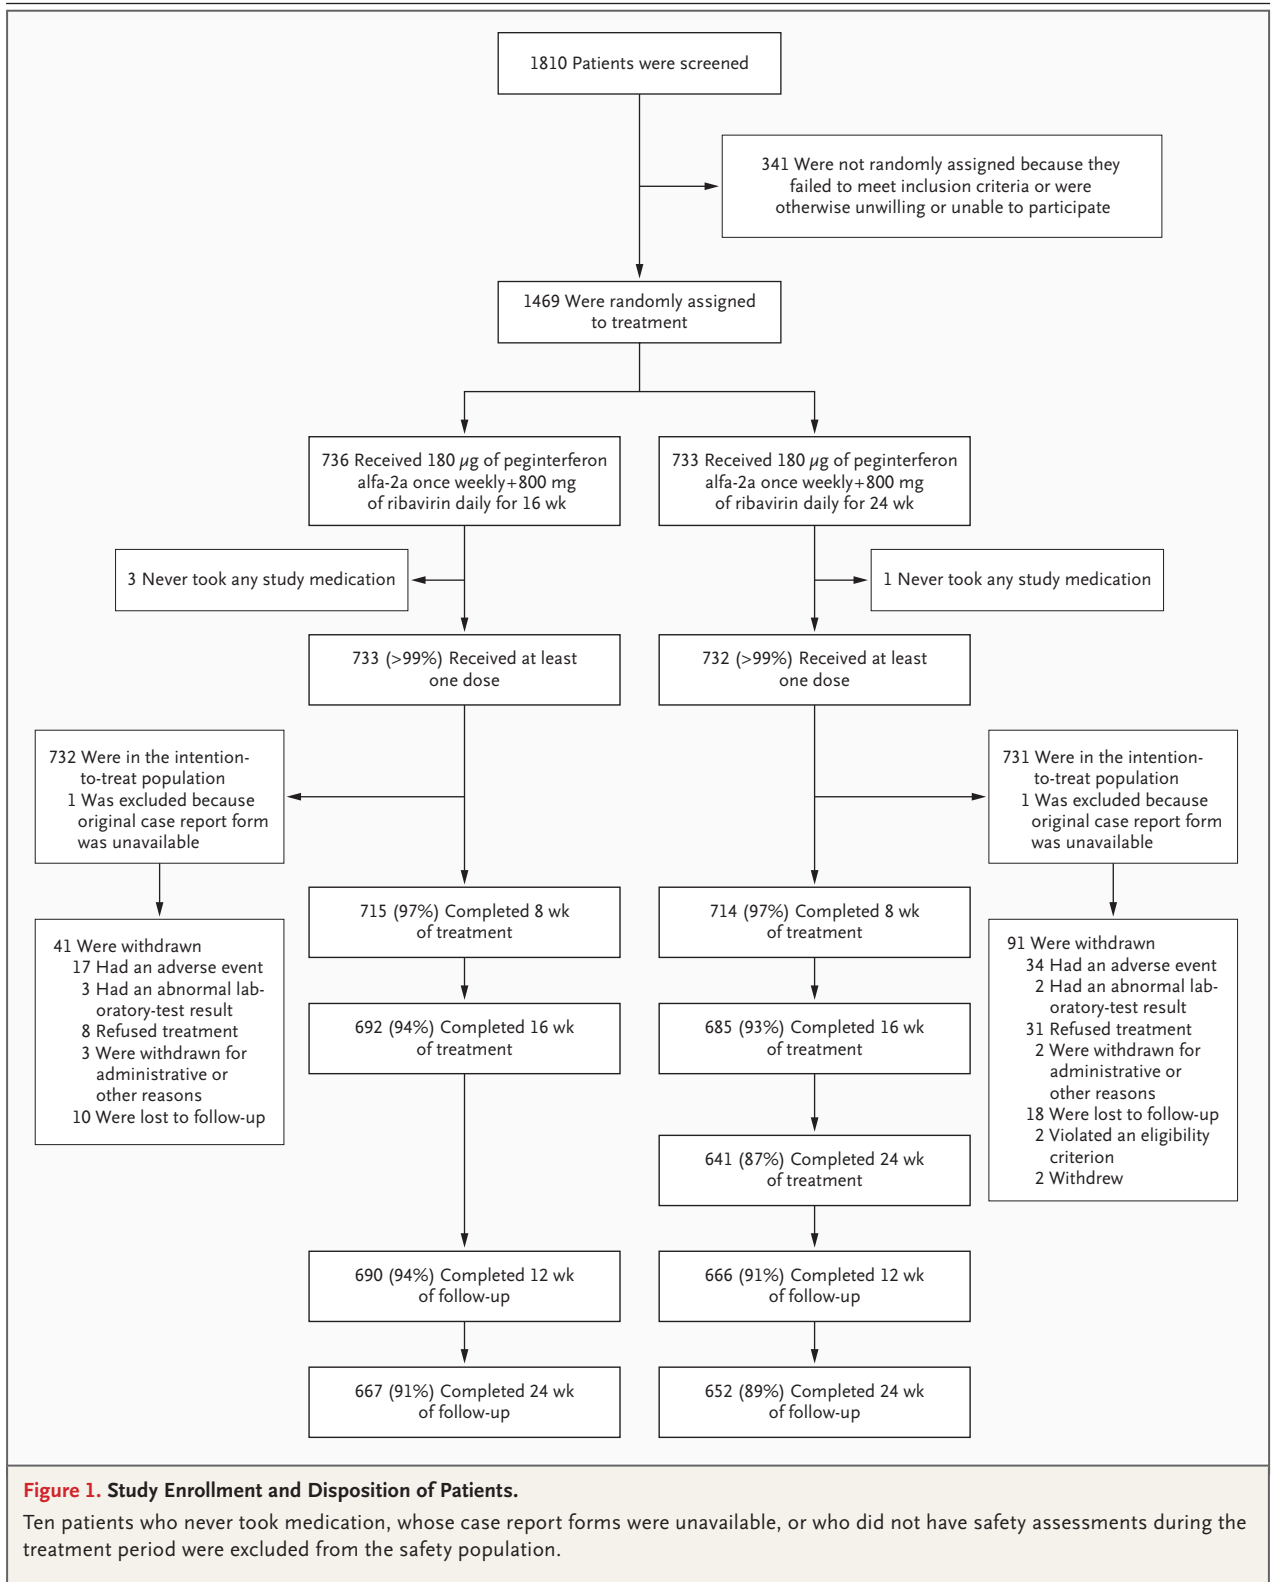 1810 Patients were screened
341 Were not randomly assigned because they
failed to meet inclusion criteria or were
otherwise unwilling or unable to participate
1469 Were randomly assigned
to treatment
736 Received 180 µg of peginterferon
alfa-2a once weekly+800 mg
of ribavirin daily for 16 wk
733 Received 180 µg of peginterferon
alfa-2a once weekly+800 mg
of ribavirin daily for 24 wk
3 Never took any study medication
1 Never took any study medication
733 (>99%) Received at least
one dose
732 (>99%) Received at least
one dose
732 Were in the intention-
to-treat population
1 Was excluded because
original case report form
was unavailable
731 Were in the intention-
to-treat population
1 Was excluded because
original case report form
was unavailable
715 (97%) Completed 8 wk
of treatment
714 (97%) Completed 8 wk
of treatment
41 Were withdrawn
17 Had an adverse event
3 Had an abnormal lab-
oratory-test result
8 Refused treatment
3 Were withdrawn for
administrative or
other reasons
10 Were lost to follow-up
91 Were withdrawn
34 Had an adverse event
2 Had an abnormal lab-
oratory-test result
31 Refused treatment
2 Were withdrawn for
administrative or
other reasons
18 Were lost to follow-up
2 Violated an eligibility
criterion
2 Withdrew
692 (94%) Completed 16 wk
of treatment
685 (93%) Completed 16 wk
of treatment
641 (87%) Completed 24 wk
of treatment
690 (94%) Completed 12 wk
of follow-up
666 (91%) Completed 12 wk
of follow-up
667 (91%) Completed 24 wk
of follow-up
652 (89%) Completed 24 wk
of follow-up
Figure 1. Study Enrollment and Disposition of Patients.
Ten patients who never took medication, whose case report forms were unavailable, or who did not have safety assessments during the
treatment period were excluded from the safety population.